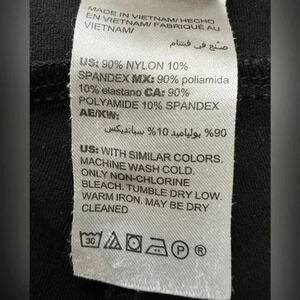 MADE IN VIETNAM/ HECHO
EN VIETNAM/ FABRIQUÉ AU
VIETNAM/
صنع في فيتنام
US: 90% NYLON 10%
SPANDEX MX: 90% poliamida
10% elastano CA: 90%
POLYAMIDE 10% SPANDEX
AE/KW:
90% بولياميد 10% سباندیکس
US: WITH SIMILAR COLORS.
MACHINE WASH COLD.
ONLY NON-CHLORINE
BLEACH. TUMBLE DRY LOW.
WARM IRON. MAY BE DRY
CLEANED
30 P ®